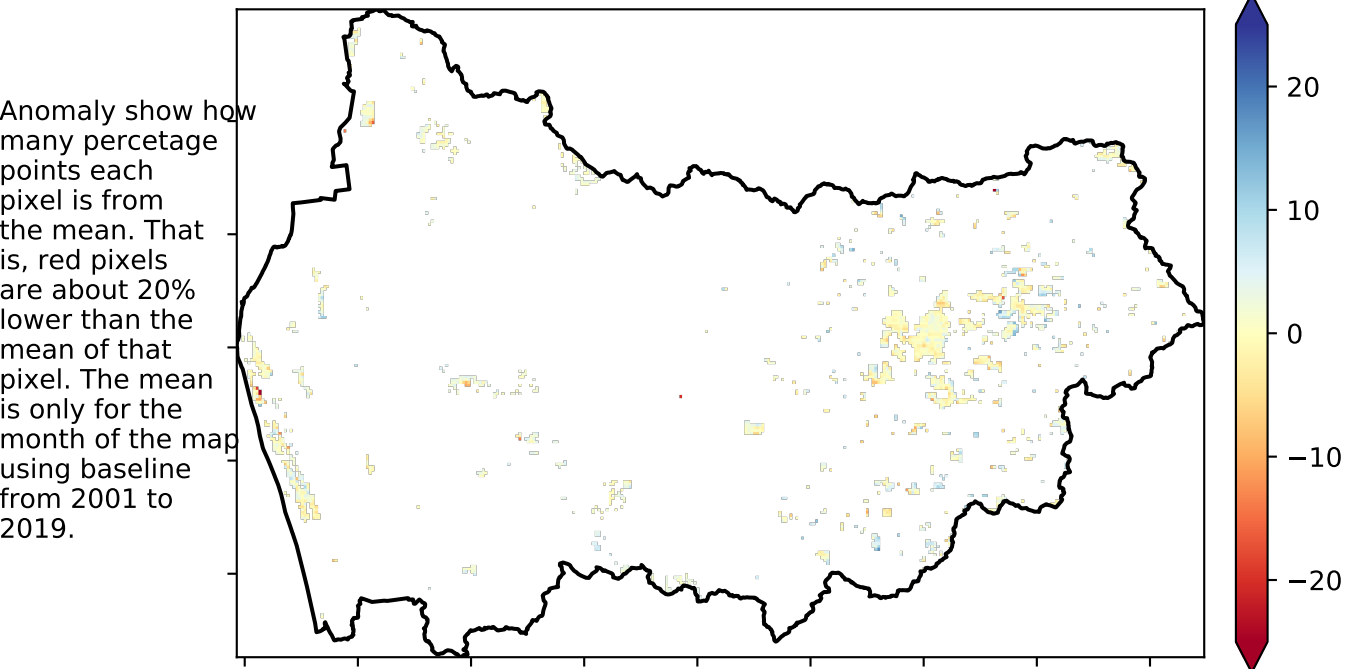 Anomaly show how
many percetage
points each
pixel is from
the mean. That
is, red pixels
are about 20%
lower than the
mean of that
pixel. The mean
is only for the
month of the map
using baseline
from 2001 to
2019.
20
10
0
−10
−20